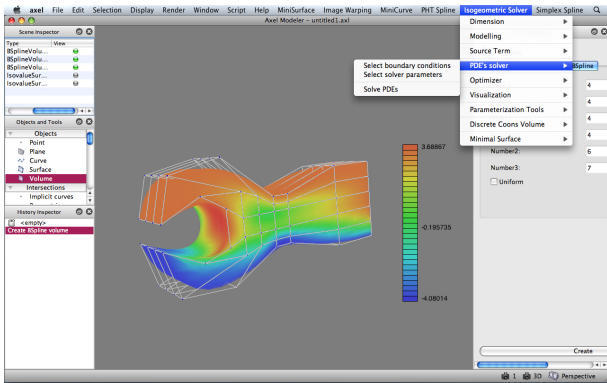 axel File Edit Selection Display Render Window Script Help MiniSurface Image Warping MiniCurve PHT Spline Isogeometric Solver Simplex Spline
Axel Modeler – untitled1.axl
Scene Inspector
Type View
BSplineVolu...
BSplineVolu...
BSplineVolu...
IsovalueSur...
IsovalueSur...
Objects and Tools
Objects
Point
Plane
Curve
Surface
Volume
Intersections
Implicit curves
History Inspector
<empty>
Create BSpline volume
Dimension
Modelling
Source Term
PDE's solver
Optimizer
Visualization
Parameterization Tools
Discrete Coons Volume
Minimal Surface
Select boundary conditions
Select solver parameters
Solve PDEs
BSpline
4
4
4
4
Number2: 6
Number3: 7
Uniform
3.68867
-0.195735
-4.08014
Create
1 3D Perspective